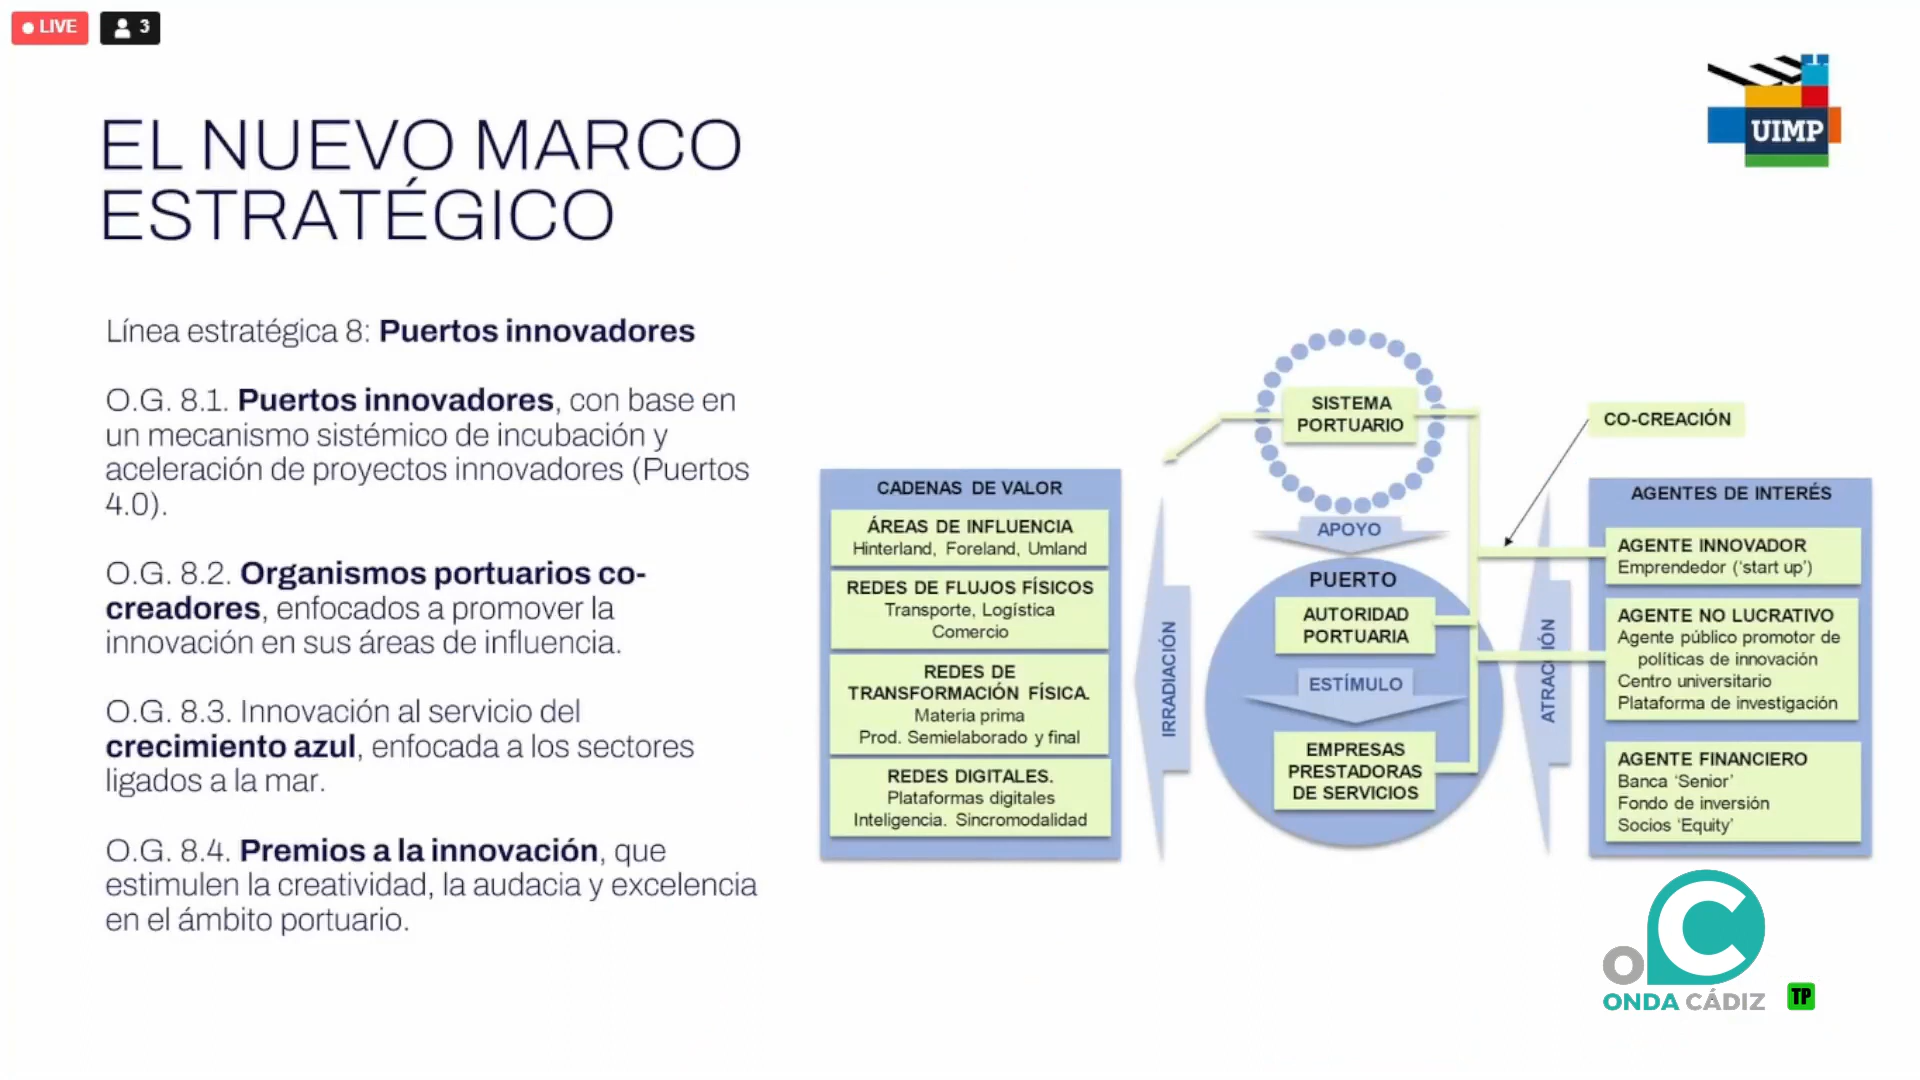 LIVE
3
UIMP
EL NUEVO MARCO
ESTRATÉGICO
Línea estratégica 8: Puertos innovadores
O.G. 8.1. Puertos innovadores, con base en
un mecanismo sistémico de incubación y
aceleración de proyectos innovadores (Puertos
4.0).
O.G. 8.2. Organismos portuarios co-
creadores, enfocados a promover la
innovación en sus áreas de influencia.
O.G. 8.3. Innovación al servicio del
crecimiento azul, enfocada a los sectores
ligados a la mar.
O.G. 8.4. Premios a la innovación, que
estimulen la creatividad, la audacia y excelencia
en el ámbito portuario.
CADENAS DE VALOR
ÁREAS DE INFLUENCIA
Hinterland, Foreland, Umland
REDES DE FLUJOS FÍSICOS
Transporte, Logística
Comercio
REDES DE
TRANSFORMACIÓN FÍSICA.
Materia prima
Prod. Semielaborado y final
REDES DIGITALES.
Plataformas digitales
Inteligencia. Sincromodalidad
IRRADIACIÓN
SISTEMA
PORTUARIO
APOYO
PUERTO
AUTORIDAD
PORTUARIA
ESTÍMULO
EMPRESAS
PRESTADORAS
DE SERVICIOS
ATRACCIÓN
CO-CREACIÓN
AGENTES DE INTERÉS
AGENTE INNOVADOR
Emprendedor (‘start up’)
AGENTE NO LUCRATIVO
Agente público promotor de
políticas de innovación
Centro universitario
Plataforma de investigación
AGENTE FINANCIERO
Banca ‘Senior’
Fondo de inversión
Socios ‘Equity’
OC
ONDA CÁDIZ
TP